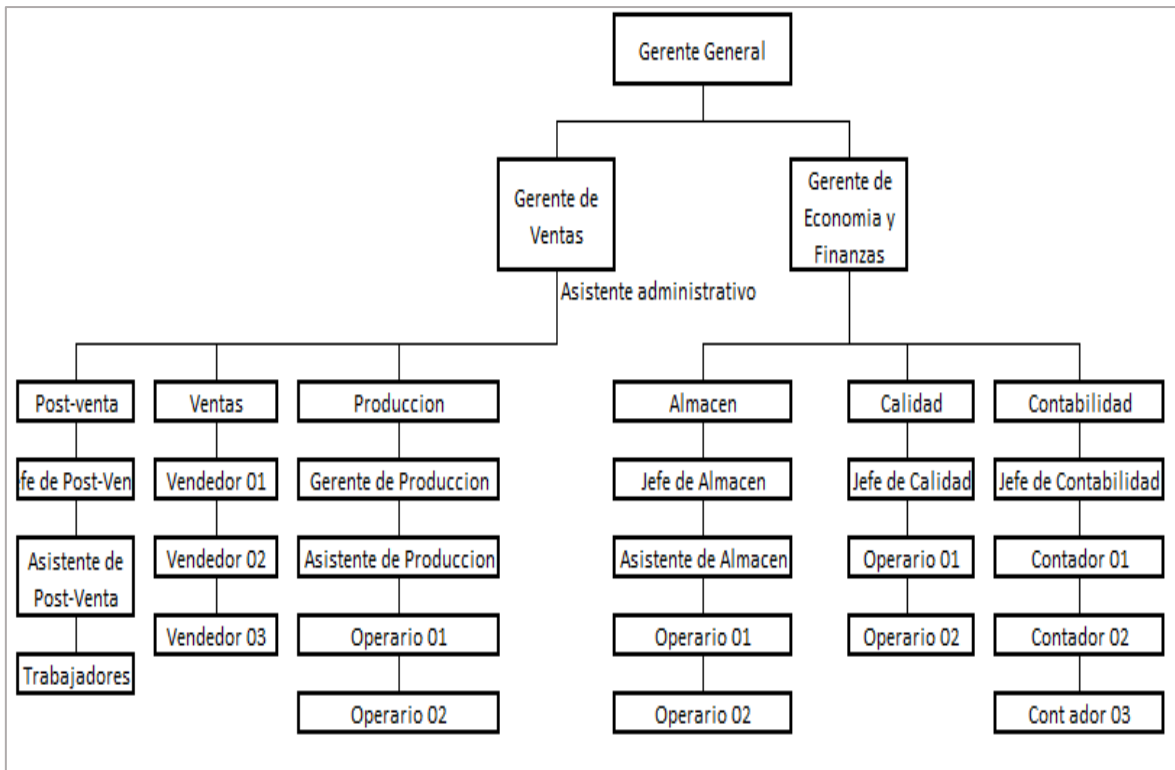 Gerente General
Gerente de
Ventas
Gerente de
Economia y
Finanzas
Asistente administrativo
Post-venta
Ventas
Produccion
Almacen
Calidad
Contabilidad
efe de Post-Ven
Vendedor 01
Gerente de Produccion
Jefe de Almacen
Jefe de Calidad
Jefe de Contabilidad
Asistente de
Post-Venta
Vendedor 02
Asistente de Produccion
Asistente de Almacen
Operario 01
Contador 01
Vendedor 03
Operario 01
Operario 01
Operario 02
Contador 02
Trabajadores
Operario 02
Operario 02
Cont ador 03